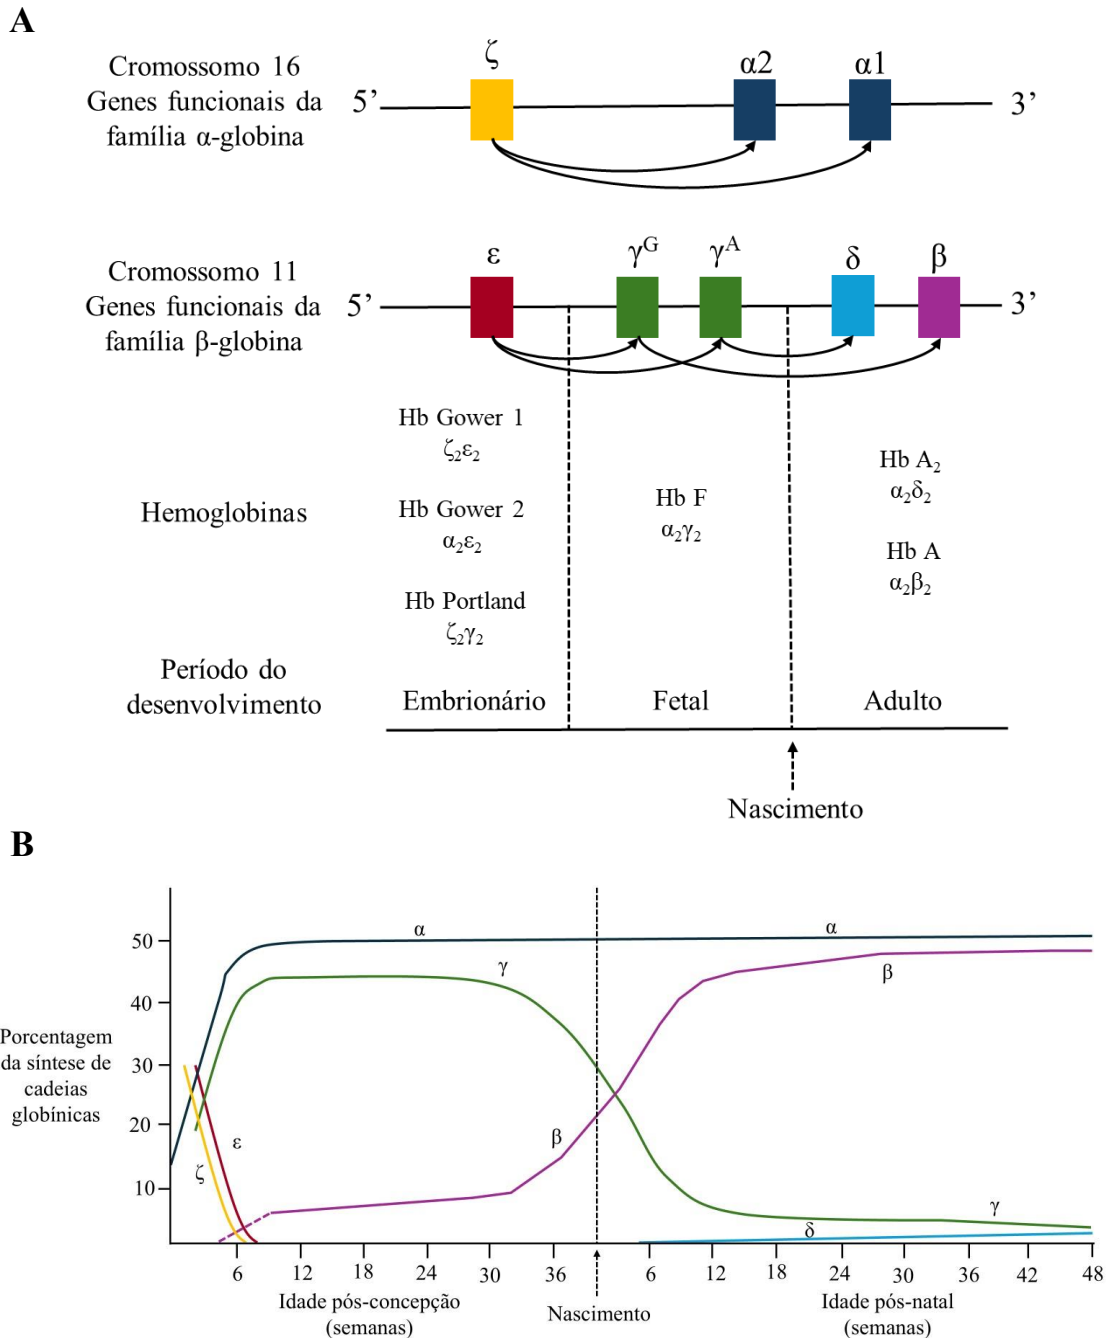 A
Cromossomo 16
Genes funcionais da
família α-globina
5’
ζ
α2
α1
3’
Cromossomo 11
Genes funcionais da
família β-globina
5’
ε
γᴳ
γᴬ
δ
β
3’
Hemoglobinas
Hb Gower 1
ζ₂ε₂
Hb Gower 2
α₂ε₂
Hb Portland
ζ₂γ₂
Hb F
α₂γ₂
Hb A₂
α₂δ₂
Hb A
α₂β₂
Período do
desenvolvimento
Embrionário
Fetal
Adulto
Nascimento
B
Porcentagem
da síntese de
cadeias
globínicas
50
40
30
20
10
α
α
γ
β
ε
ζ
β
γ
δ
6 12 18 24 30 36 6 12 18 24 30 36 42 48
Idade pós-concepção
(semanas)
Nascimento
Idade pós-natal
(semanas)